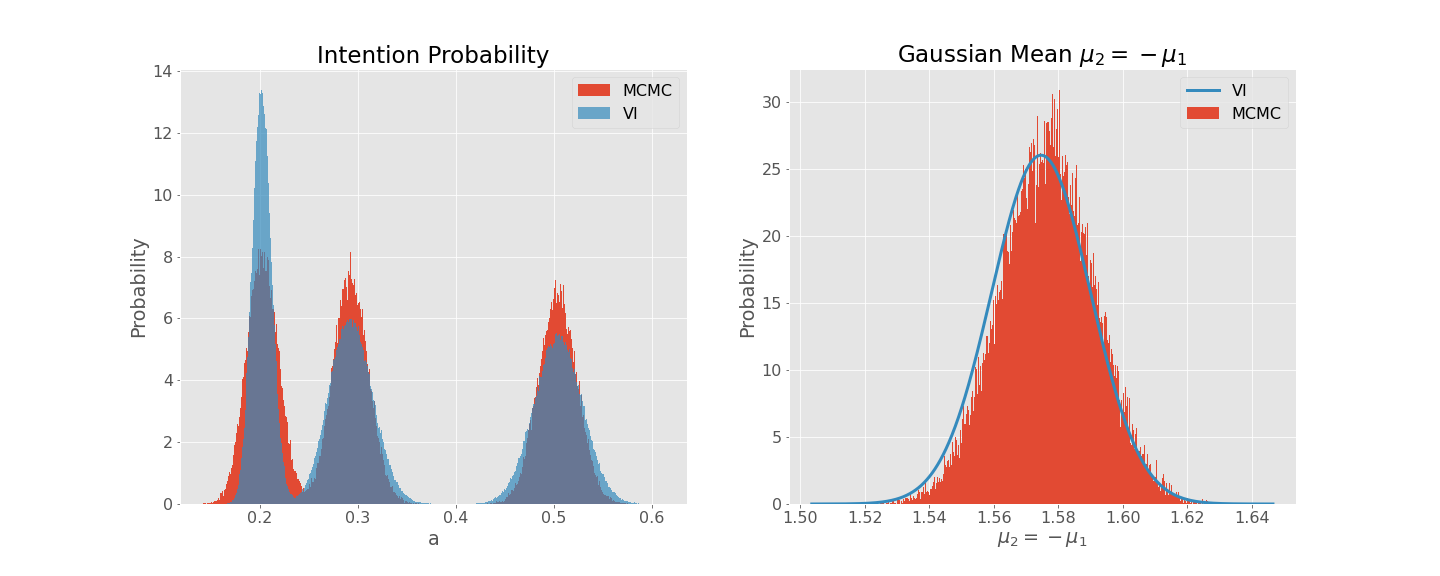 Intention Probability
MCMC
VI
Probability
14
12
10
8
6
4
2
0
0.2 0.3 0.4 0.5 0.6
a
Gaussian Mean μ₂ = −μ₁
VI
MCMC
Probability
30
25
20
15
10
5
0
1.50 1.52 1.54 1.56 1.58 1.60 1.62 1.64
μ₂ = −μ₁